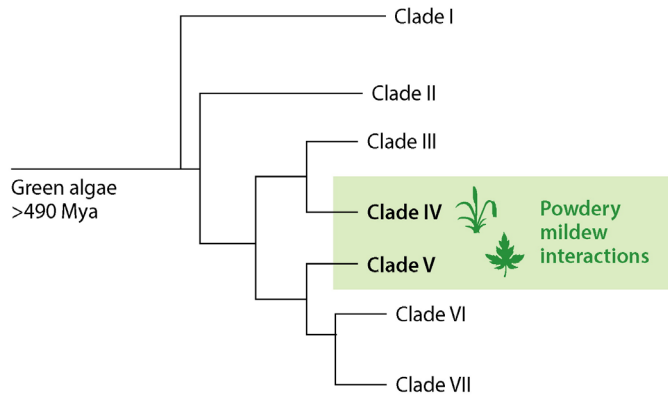 Clade I
Clade II
Clade III
Green algae
>490 Mya
Clade IV
Powdery
mildew
interactions
Clade V
Clade VI
Clade VII